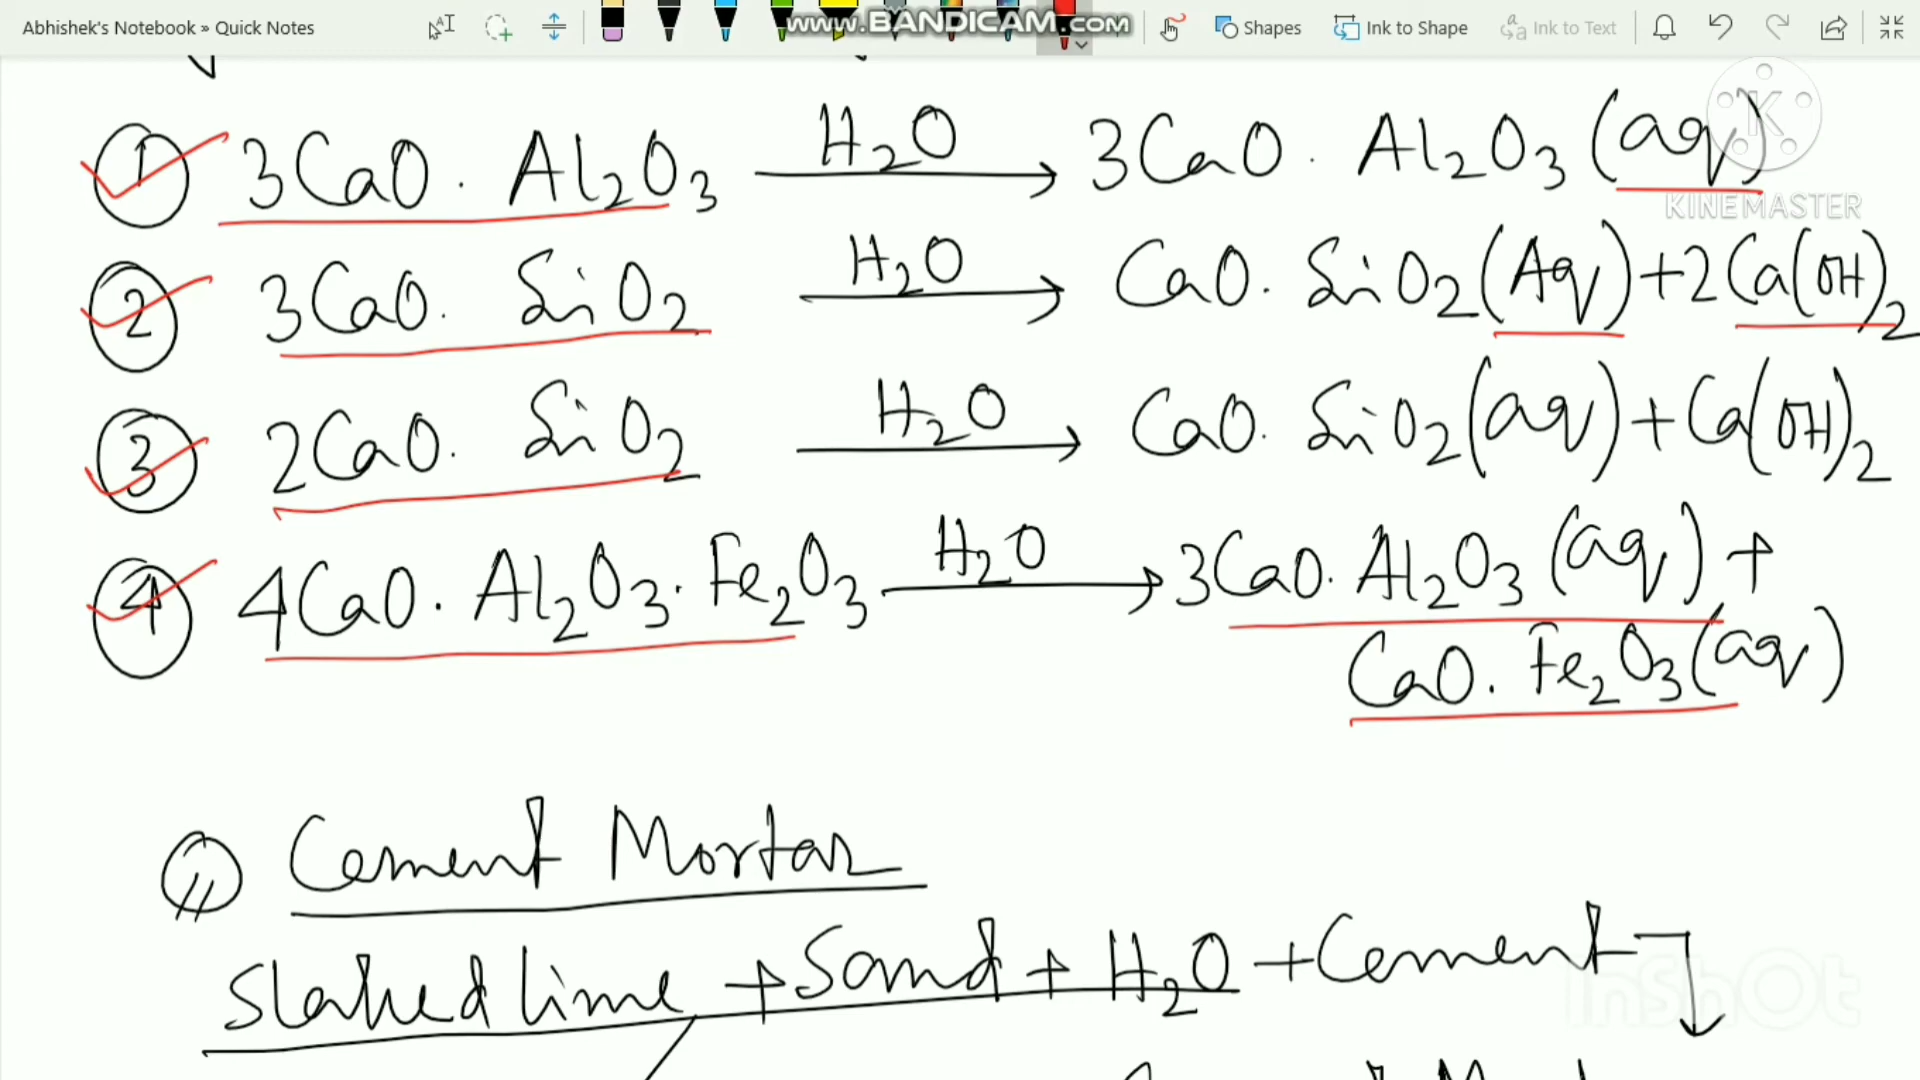 Abhishek's Notebook » Quick Notes
www.BANDICAM.com
Shapes
Ink to Shape
Ink to Text
K
KINEMASTER
① 3CaO . Al₂O₃ H₂O → 3CaO . Al₂O₃ (aq)
② 3CaO . SiO₂ H₂O → CaO . SiO₂ (Aq) + 2Ca(OH)₂
③ 2CaO . SiO₂ H₂O → CaO . SiO₂ (aq) + Ca(OH)₂
④ 4CaO . Al₂O₃ . Fe₂O₃ H₂O → 3CaO . Al₂O₃ (aq) +
CaO . Fe₂O₃ (aq)
Cement Mortar
Slaked lime + Sand + H₂O + Cement
InShOt